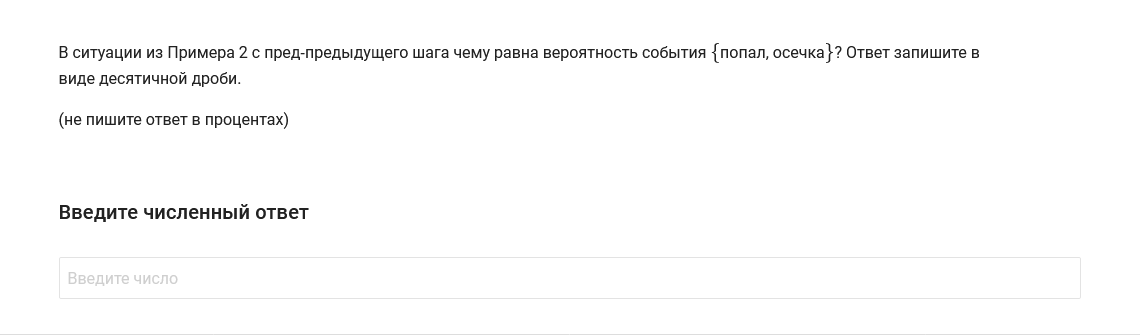 В ситуации из Примера 2 с пред-предыдущего шага чему равна вероятность события {попал, осечка}? Ответ запишите в
виде десятичной дроби.
(не пишите ответ в процентах)
Введите численный ответ
Введите число